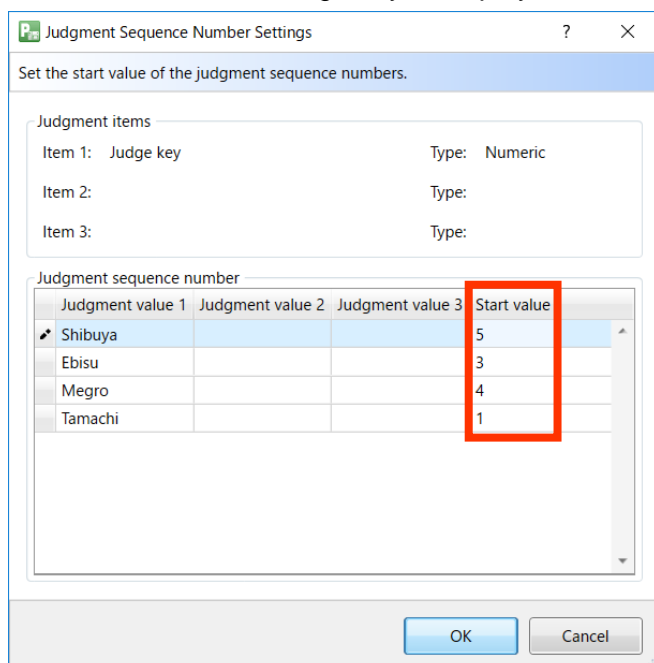 Judgment Sequence Number Settings ? ×
Set the start value of the judgment sequence numbers.
Judgment items
Item 1: Judge key Type: Numeric
Item 2: Type:
Item 3: Type:
Judgment sequence number
Judgment value 1 Judgment value 2 Judgment value 3 Start value
Shibuya 5
Ebisu 3
Megro 4
Tamachi 1
OK Cancel